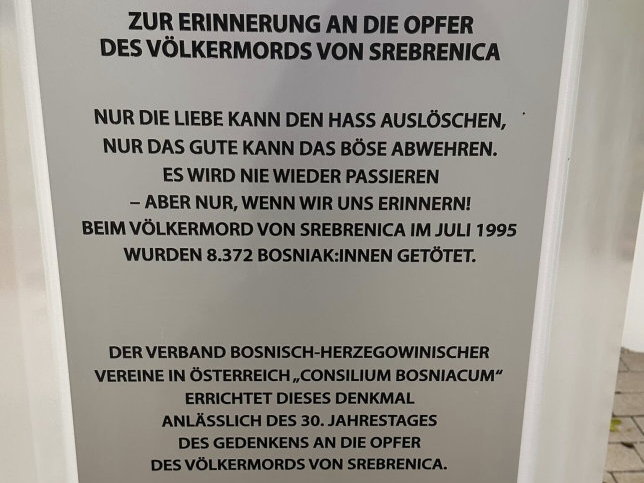 ZUR ERINNERUNG AN DIE OPFER
DES VÖLKERMORDS VON SREBRENICA
NUR DIE LIEBE KANN DEN HASS AUSLÖSCHEN,
NUR DAS GUTE KANN DAS BÖSE ABWEHREN.
ES WIRD NIE WIEDER PASSIEREN
– ABER NUR, WENN WIR UNS ERINNERN!
BEIM VÖLKERMORD VON SREBRENICA IM JULI 1995
WURDEN 8.372 BOSNIAK:INNEN GETÖTET.
DER VERBAND BOSNISCH-HERZEGOWINISCHER
VEREINE IN ÖSTERREICH „CONSILIUM BOSNIACUM“
ERRICHTET DIESES DENKMAL
ANLÄSSLICH DES 30. JAHRESTAGES
DES GEDENKENS AN DIE OPFER
DES VÖLKERMORDS VON SREBRENICA.